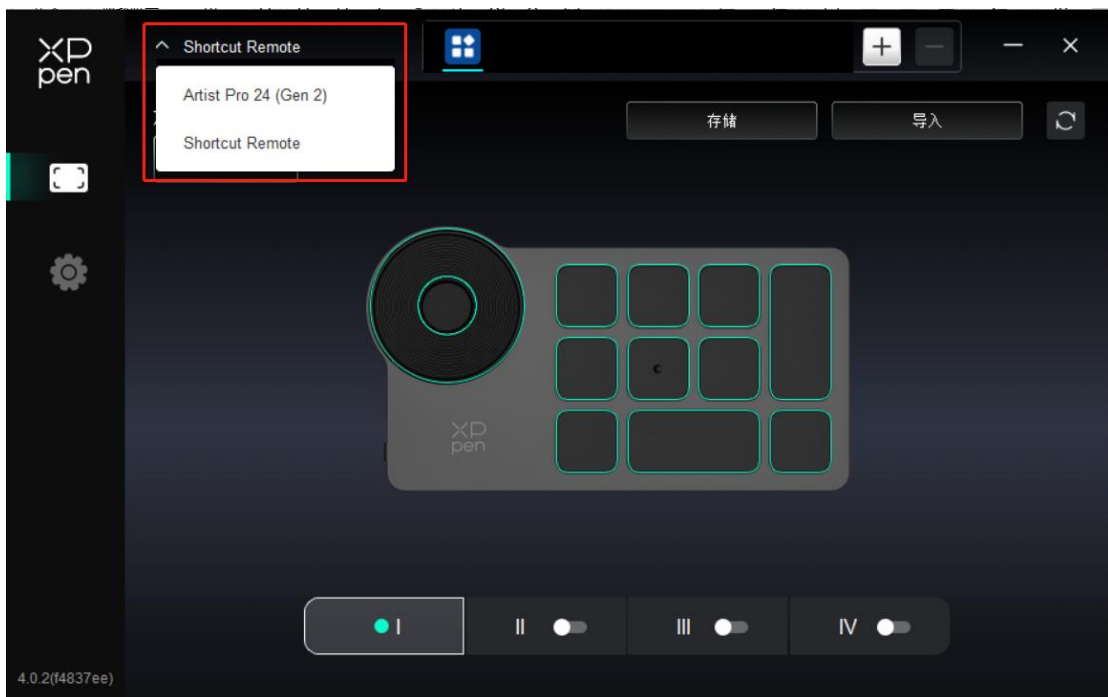 XP
pen
Shortcut Remote
Artist Pro 24 (Gen 2)
Shortcut Remote
存储
导入
XP
pen
I
II
III
IV
4.0.2(f4837ee)